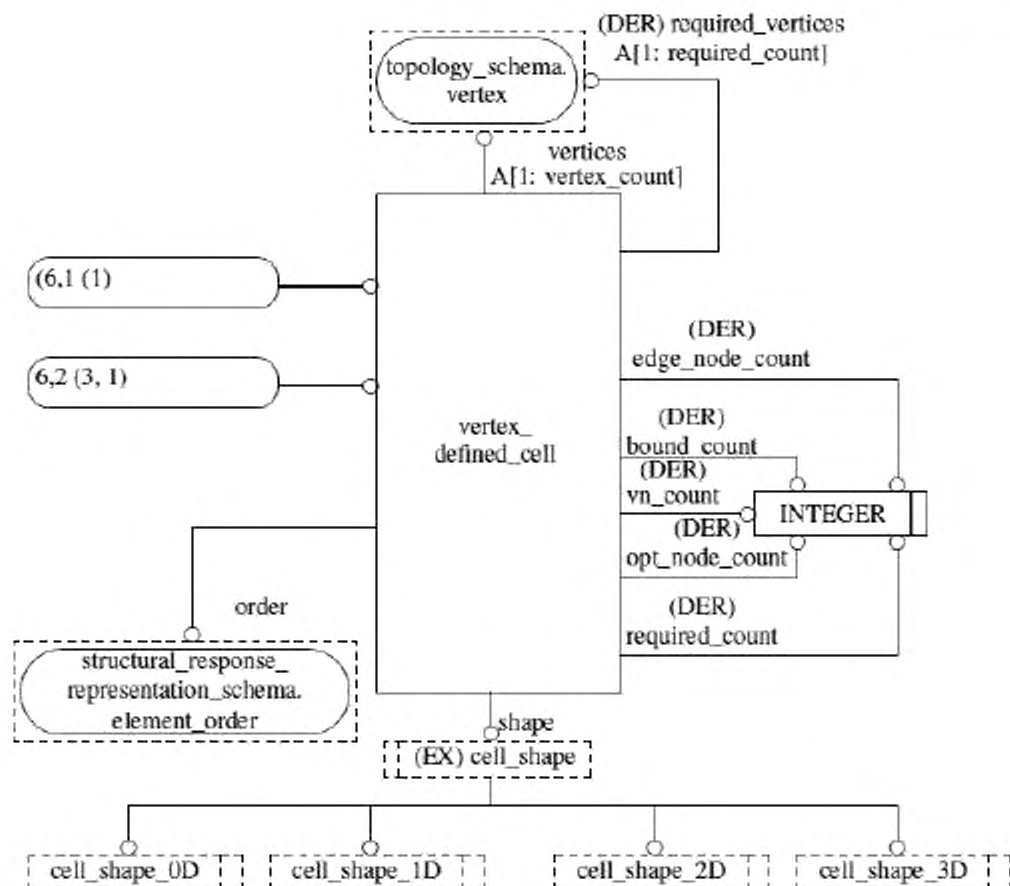 (DER) required_vertices
A[1: required_count]
topology_schema.
vertex
vertices
A[1: vertex_count]
(6,1 (1)
6,2 (3, 1)
(DER)
edge_node_count
vertex_
defined_cell
(DER)
bound_count
(DER)
vn_count
INTEGER
(DER)
opt_node_count
(DER)
required_count
order
structural_response_
representation_schema.
element_order
shape
(EX) cell_shape
cell_shape_0D
cell_shape_1D
cell_shape_2D
cell_shape_3D